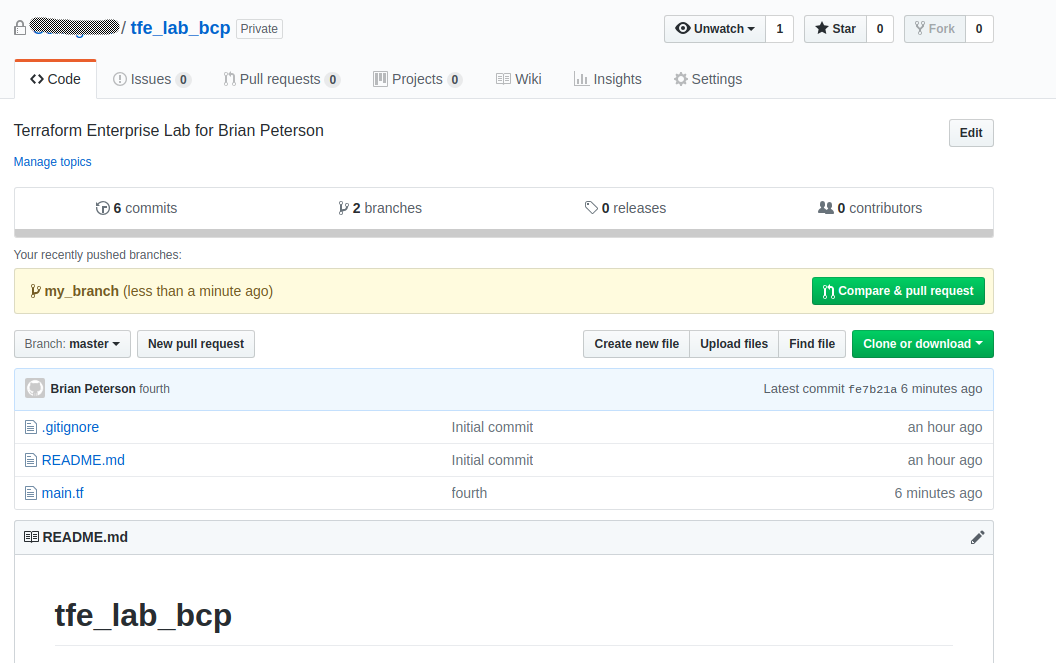 / tfe_lab_bcp Private Unwatch 1 Star 0 Fork 0
Code Issues 0 Pull requests 0 Projects 0 Wiki Insights Settings
Terraform Enterprise Lab for Brian Peterson Edit
Manage topics
6 commits 2 branches 0 releases 0 contributors
Your recently pushed branches:
my_branch (less than a minute ago) Compare & pull request
Branch: master New pull request Create new file Upload files Find file Clone or download
Brian Peterson fourth Latest commit fe7b21a 6 minutes ago
.gitignore Initial commit an hour ago
README.md Initial commit an hour ago
main.tf fourth 6 minutes ago
README.md
tfe_lab_bcp